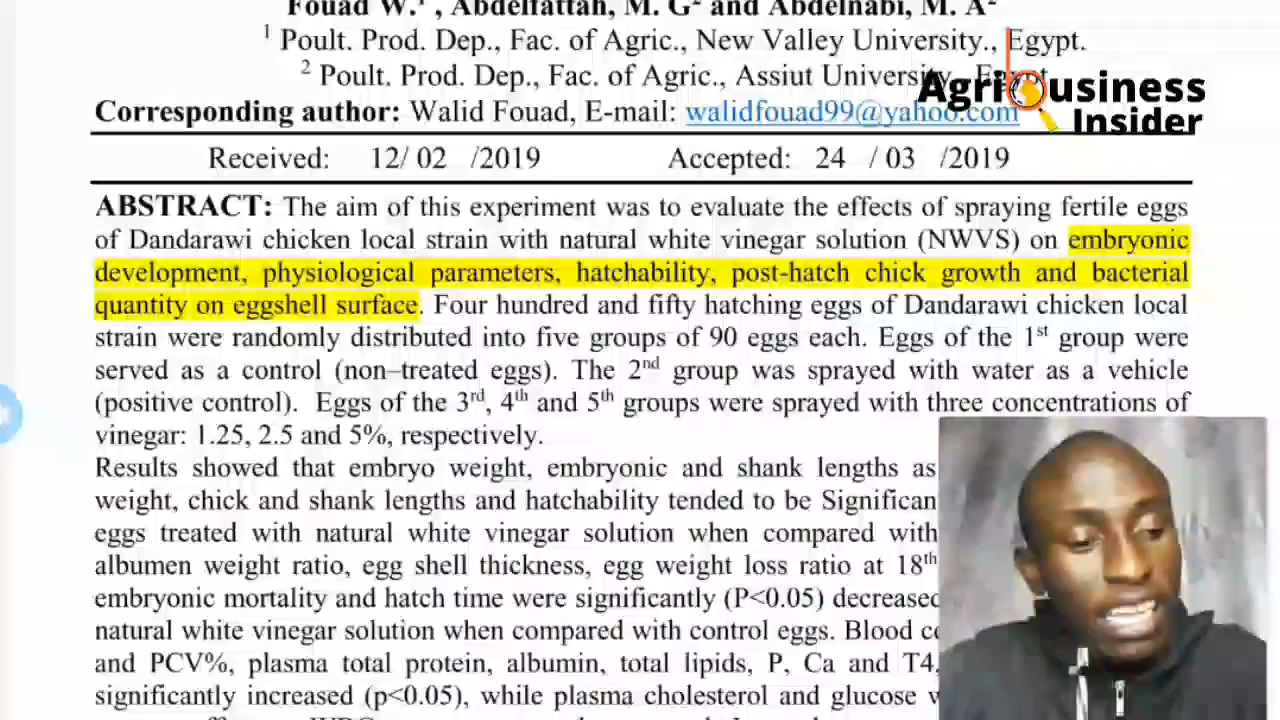 Fouad W.¹ , Abdelfattah, M. G² and Abdelnabi, M. A²
¹ Poult. Prod. Dep., Fac. of Agric., New Valley University., Egypt.
² Poult. Prod. Dep., Fac. of Agric., Assiut University., Egypt.
Agribusiness
Insider
Corresponding author: Walid Fouad, E-mail: walidfouad99@yahoo.com
Received: 12/ 02 /2019 Accepted: 24 / 03 /2019
ABSTRACT: The aim of this experiment was to evaluate the effects of spraying fertile eggs
of Dandarawi chicken local strain with natural white vinegar solution (NWVS) on embryonic
development, physiological parameters, hatchability, post-hatch chick growth and bacterial
quantity on eggshell surface. Four hundred and fifty hatching eggs of Dandarawi chicken local
strain were randomly distributed into five groups of 90 eggs each. Eggs of the 1st group were
served as a control (non–treated eggs). The 2nd group was sprayed with water as a vehicle
(positive control). Eggs of the 3rd, 4th and 5th groups were sprayed with three concentrations of
vinegar: 1.25, 2.5 and 5%, respectively.
Results showed that embryo weight, embryonic and shank lengths as
weight, chick and shank lengths and hatchability tended to be Significan
eggs treated with natural white vinegar solution when compared with
albumen weight ratio, egg shell thickness, egg weight loss ratio at 18th
embryonic mortality and hatch time were significantly (P<0.05) decreased
natural white vinegar solution when compared with control eggs. Blood
and PCV%, plasma total protein, albumin, total lipids, P, Ca and T4,
significantly increased (p<0.05), while plasma cholesterol and glucose